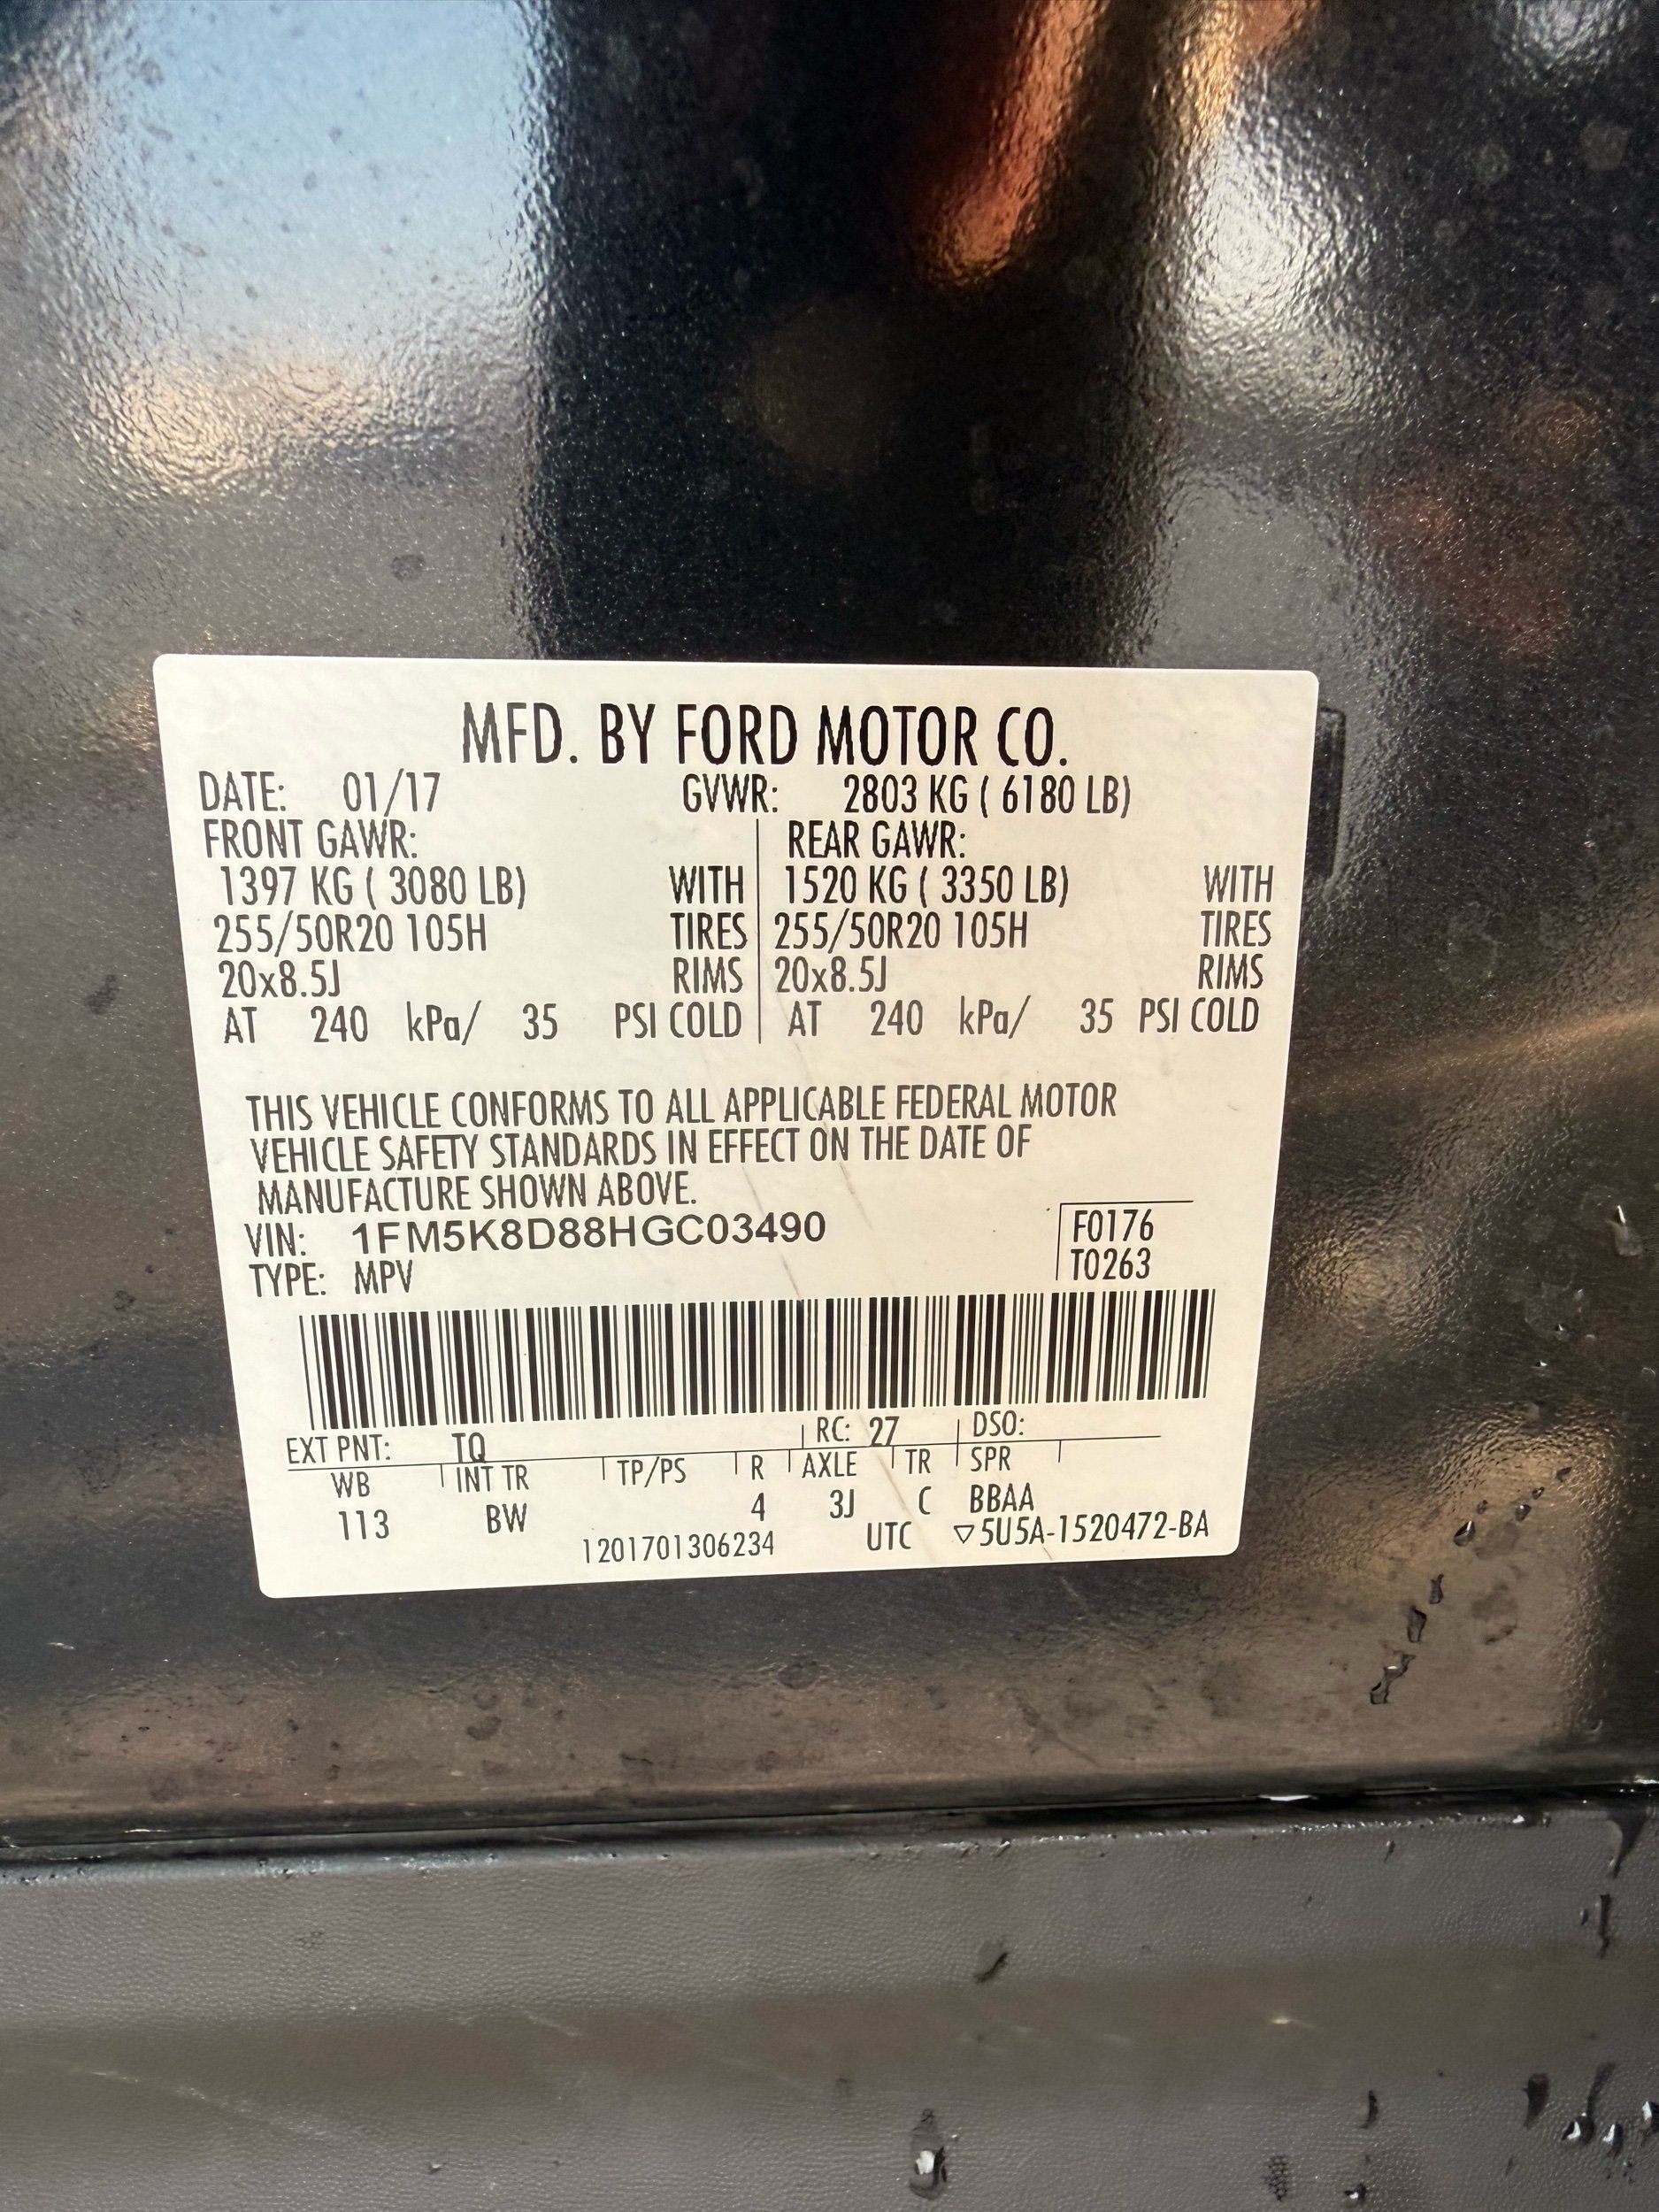 MFD. BY FORD MOTOR CO.
DATE: 01/17 GVWR: 2803 KG ( 6180 LB)
FRONT GAWR: REAR GAWR:
1397 KG ( 3080 LB) WITH 1520 KG ( 3350 LB) WITH
255/50R20 105H TIRES 255/50R20 105H TIRES
20x8.5J RIMS 20x8.5J RIMS
AT 240 kPa/ 35 PSI COLD AT 240 kPa/ 35 PSI COLD
THIS VEHICLE CONFORMS TO ALL APPLICABLE FEDERAL MOTOR
VEHICLE SAFETY STANDARDS IN EFFECT ON THE DATE OF
MANUFACTURE SHOWN ABOVE.
VIN: 1FM5K8D88HGC03490 F0176
TYPE: MPV T0263
EXT PNT: TQ RC: 27 DSO:
WB INT TR TP/PS R AXLE TR SPR
113 BW 4 3J C BBAA
1201701306234 UTC ▽5U5A-1520472-BA